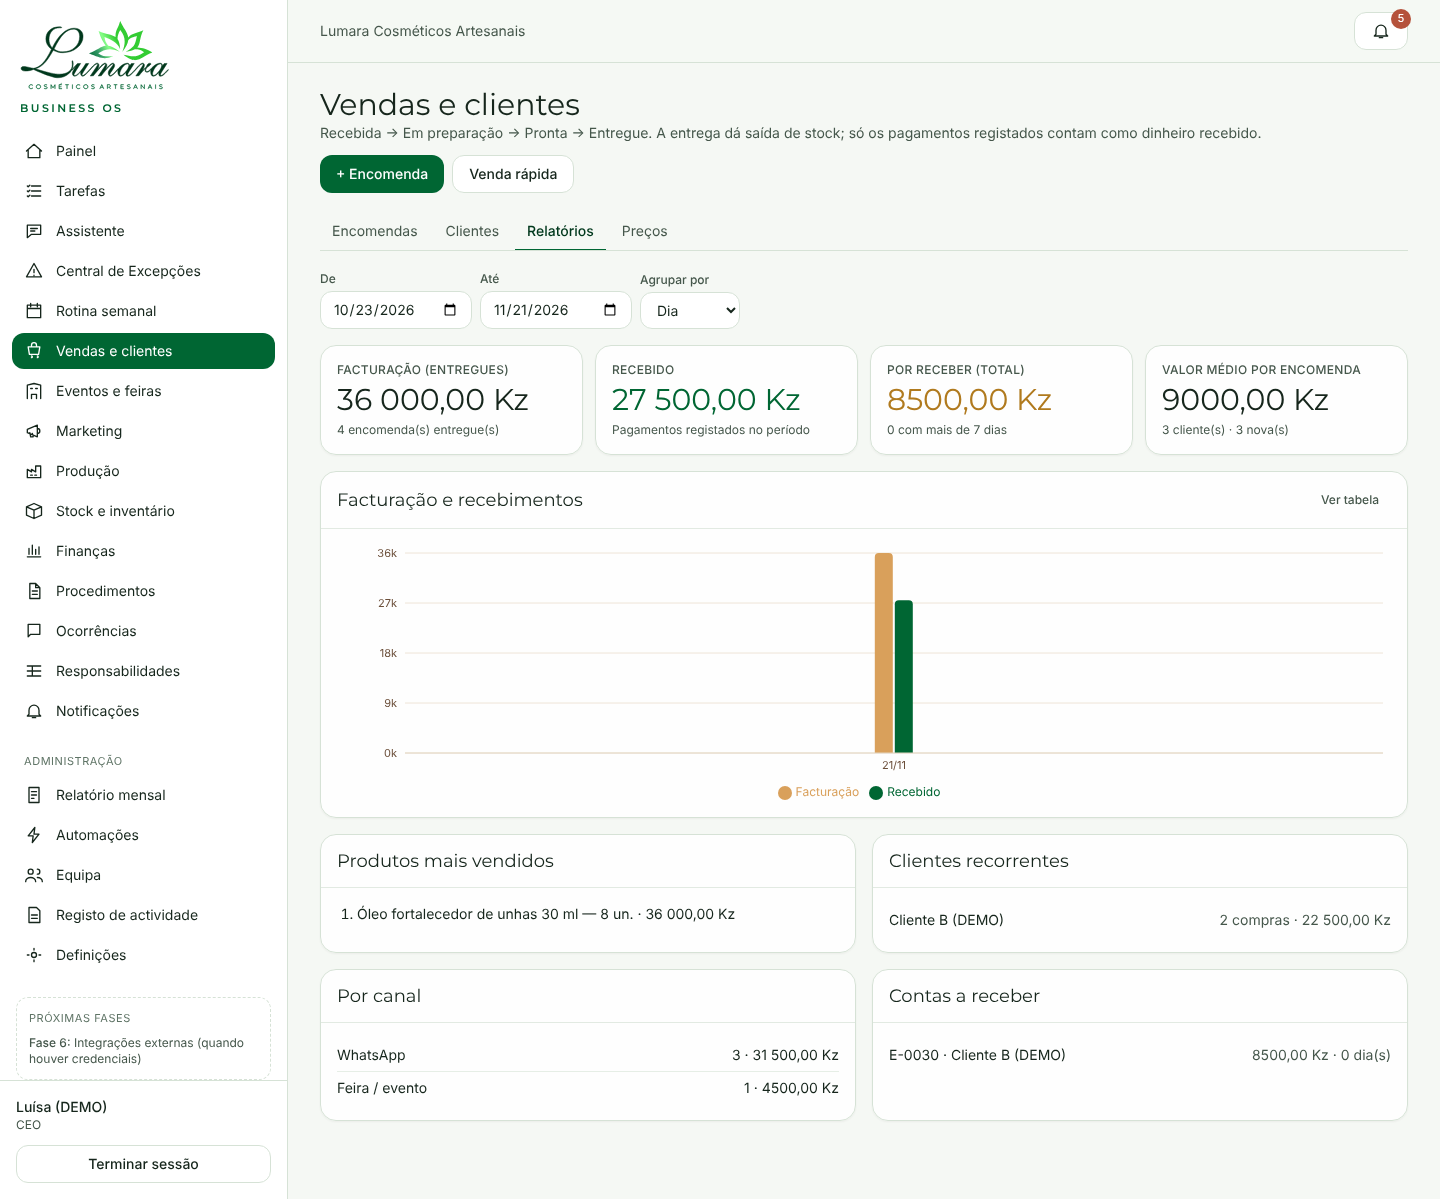 Lumara
COSMÉTICOS ARTESANAIS
BUSINESS OS
Painel
Tarefas
Assistente
Central de Excepções
Rotina semanal
Vendas e clientes
Eventos e feiras
Marketing
Produção
Stock e inventário
Finanças
Procedimentos
Ocorrências
Responsabilidades
Notificações
ADMINISTRAÇÃO
Relatório mensal
Automações
Equipa
Registo de actividade
Definições
PRÓXIMAS FASES
Fase 6: Integrações externas (quando
houver credenciais)
Luísa (DEMO)
CEO
Terminar sessão
Lumara Cosméticos Artesanais
5
Vendas e clientes
Recebida → Em preparação → Pronta → Entregue. A entrega dá saída de stock; só os pagamentos registados contam como dinheiro recebido.
+ Encomenda
Venda rápida
Encomendas Clientes Relatórios Preços
De Até Agrupar por
10/23/2026 11/21/2026 Dia
FACTURAÇÃO (ENTREGUES)
36 000,00 Kz
4 encomenda(s) entregue(s)
RECEBIDO
27 500,00 Kz
Pagamentos registados no período
POR RECEBER (TOTAL)
8500,00 Kz
0 com mais de 7 dias
VALOR MÉDIO POR ENCOMENDA
9000,00 Kz
3 cliente(s) · 3 nova(s)
Facturação e recebimentos
Ver tabela
36k
27k
18k
9k
0k
21/11
Facturação Recebido
Produtos mais vendidos
1. Óleo fortalecedor de unhas 30 ml — 8 un. · 36 000,00 Kz
Clientes recorrentes
Cliente B (DEMO) 2 compras · 22 500,00 Kz
Por canal
WhatsApp 3 · 31 500,00 Kz
Feira / evento 1 · 4500,00 Kz
Contas a receber
E-0030 · Cliente B (DEMO) 8500,00 Kz · 0 dia(s)